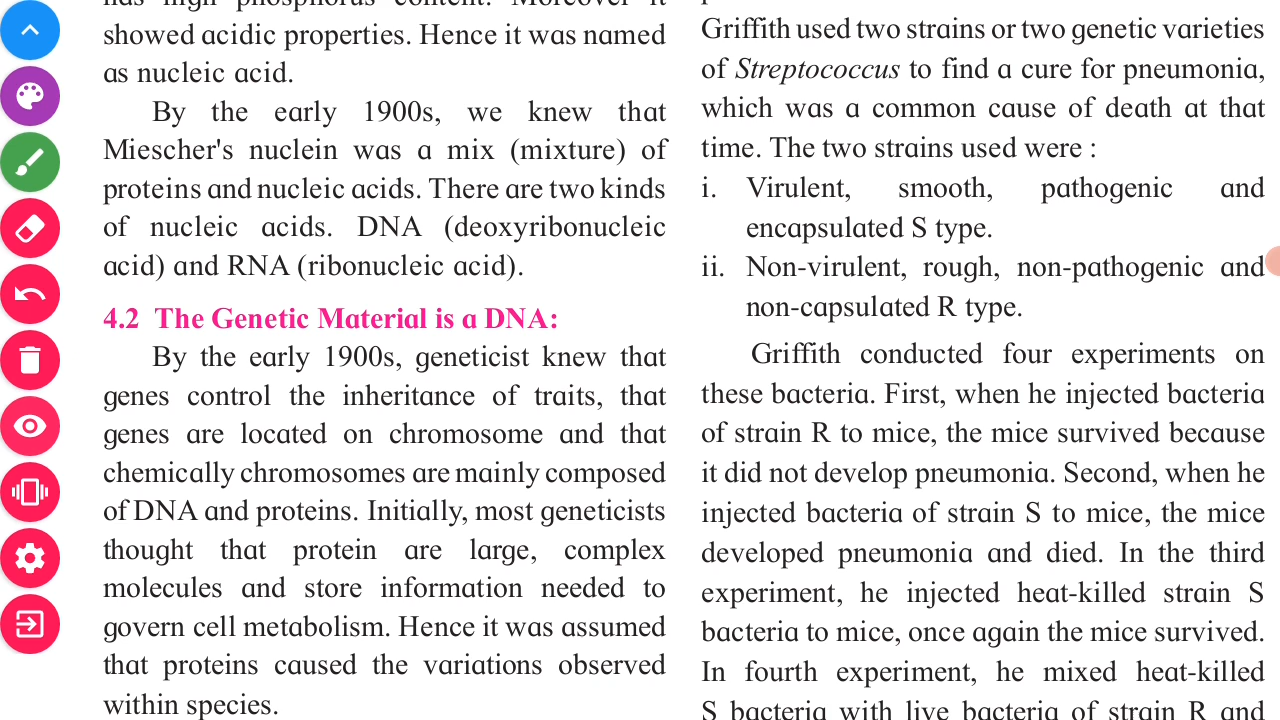 has high phosphorus content. Moreover it
showed acidic properties. Hence it was named
as nucleic acid.
By the early 1900s, we knew that
Miescher's nuclein was a mix (mixture) of
proteins and nucleic acids. There are two kinds
of nucleic acids. DNA (deoxyribonucleic
acid) and RNA (ribonucleic acid).
4.2 The Genetic Material is a DNA:
By the early 1900s, geneticist knew that
genes control the inheritance of traits, that
genes are located on chromosome and that
chemically chromosomes are mainly composed
of DNA and proteins. Initially, most geneticists
thought that protein are large, complex
molecules and store information needed to
govern cell metabolism. Hence it was assumed
that proteins caused the variations observed
within species.
Griffith used two strains or two genetic varieties
of Streptococcus to find a cure for pneumonia,
which was a common cause of death at that
time. The two strains used were :
i. Virulent, smooth, pathogenic and
encapsulated S type.
ii. Non-virulent, rough, non-pathogenic and
non-capsulated R type.
Griffith conducted four experiments on
these bacteria. First, when he injected bacteria
of strain R to mice, the mice survived because
it did not develop pneumonia. Second, when he
injected bacteria of strain S to mice, the mice
developed pneumonia and died. In the third
experiment, he injected heat-killed strain S
bacteria to mice, once again the mice survived.
In fourth experiment, he mixed heat-killed
S bacteria with live bacteria of strain R and